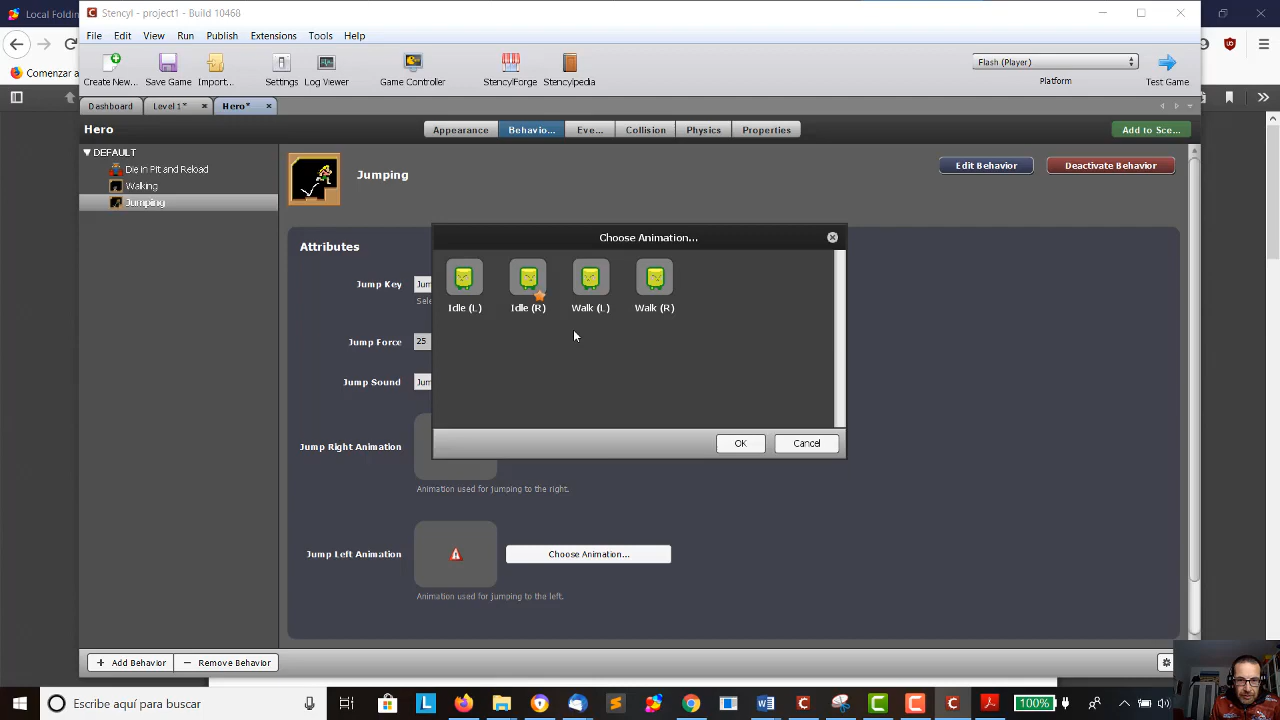 Local Folding
Stencyl - project1 - Build 10468
File Edit View Run Publish Extensions Tools Help
Create New... Save Game Import... Settings Log Viewer Game Controller StencylForge Stencylpedia
Flash (Player)
Platform
Test Game
Comenzar a
Dashboard Level 1* Hero*
Hero
Appearance Behavio... Eve... Collision Physics Properties
Add to Sce...
DEFAULT
Die in Pit and Reload
Walking
Jumping
Jumping
Edit Behavior Deactivate Behavior
Attributes
Choose Animation...
Idle (L) Idle (R) Walk (L) Walk (R)
Jump Key
Jum
Sele
Jump Force 25
Jump Sound Jum
OK Cancel
Jump Right Animation
Animation used for jumping to the right.
Jump Left Animation
Choose Animation...
Animation used for jumping to the left.
+ Add Behavior − Remove Behavior
Escribe aquí para buscar
100%